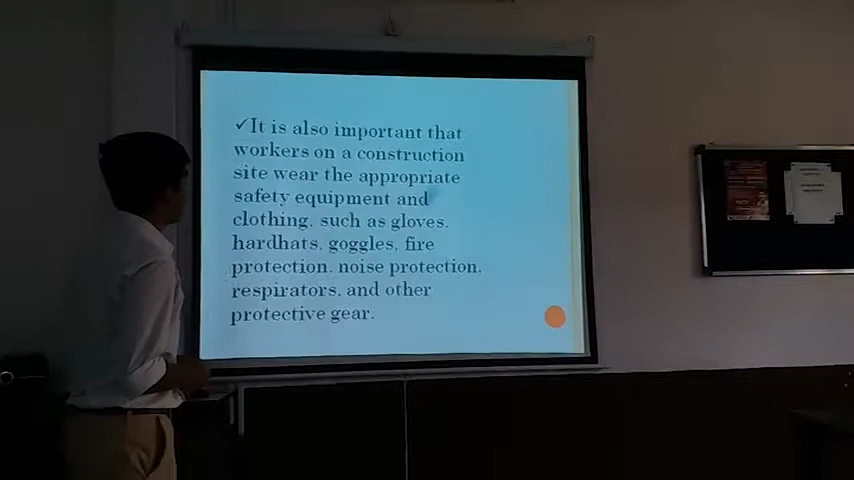 ✓It is also important that
workers on a construction
site wear the appropriate
safety equipment and
clothing, such as gloves,
hardhats, goggles, fire
protection, noise protection,
respirators, and other
protective gear.